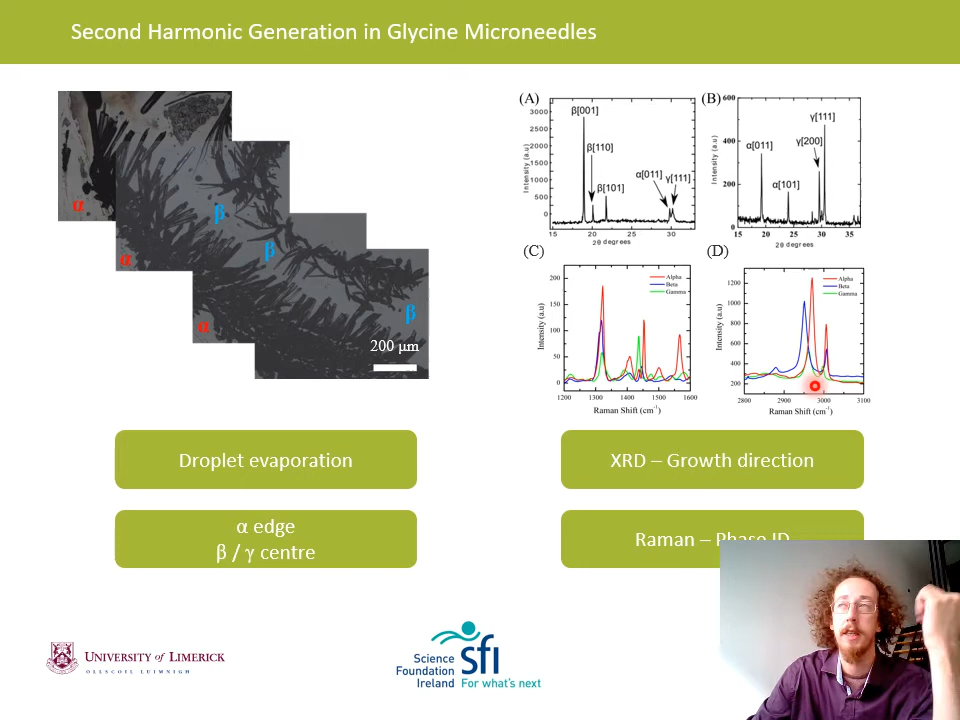 Second Harmonic Generation in Glycine Microneedles
α
α
α
β
β
β
200 μm
(A)
Intensity (a.u)
3000
2500
2000
1500
1000
500
0
β[001]
β[110]
β[101]
α[011]
γ[111]
15
20
25
30
2θ degrees
(B)
Intensity (a.u)
600
400
200
0
α[011]
α[101]
γ[200]
γ[111]
15
20
25
30
35
2θ degrees
(C)
Intensity (a.u)
200
150
100
50
0
Alpha
Beta
Gamma
1200
1300
1400
1500
1600
Raman Shift (cm⁻¹)
(D)
Intensity (a.u)
1200
1000
800
600
400
200
Alpha
Beta
Gamma
2800
2900
3000
3100
Raman Shift (cm⁻¹)
Droplet evaporation
α edge
β / γ centre
XRD – Growth direction
Raman – Phase ID
UNIVERSITY of LIMERICK
OLLSCOIL LUIMNIGH
Science
Foundation
Ireland
sfi
For what's next